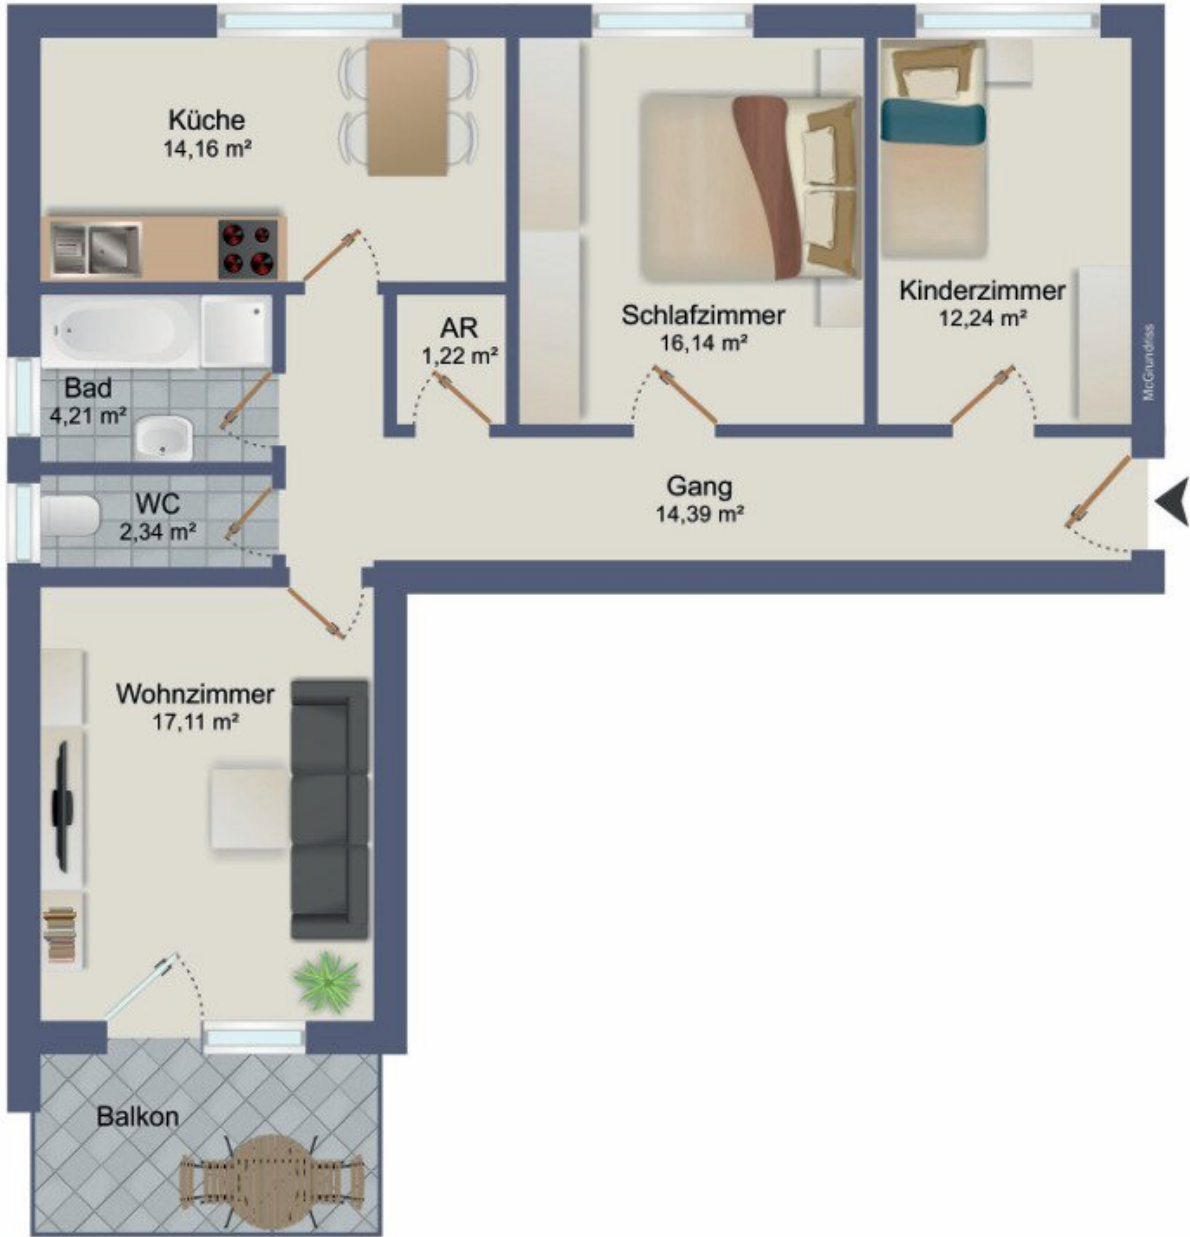 Küche
14,16 m²
Schlafzimmer
16,14 m²
Kinderzimmer
12,24 m²
AR
1,22 m²
McGrundriss
Bad
4,21 m²
WC
2,34 m²
Gang
14,39 m²
Wohnzimmer
17,11 m²
Balkon